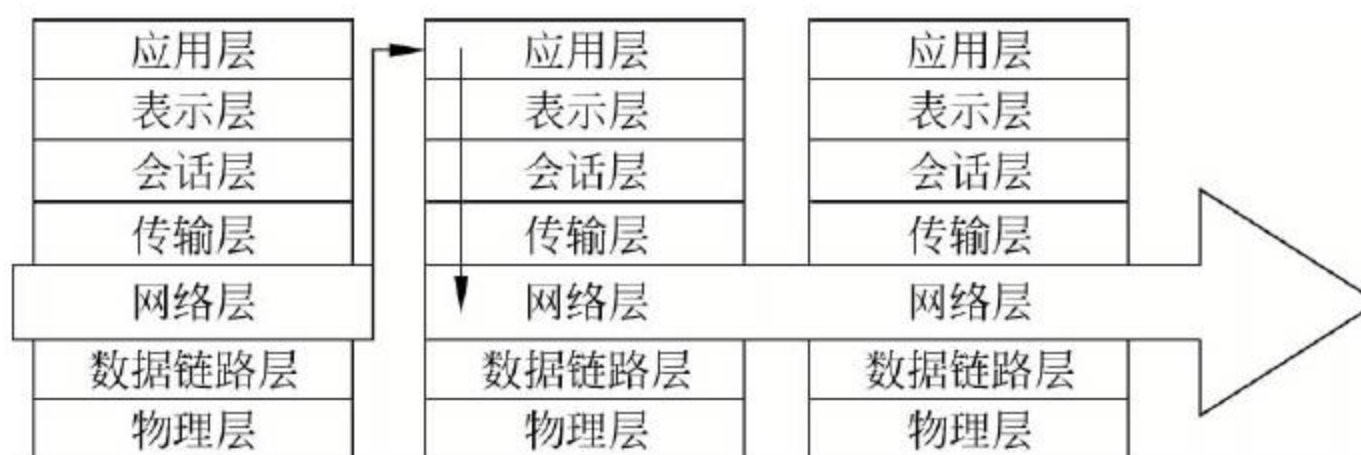 应用层 应用层 应用层
表示层 表示层 表示层
会话层 会话层 会话层
传输层 传输层 传输层
网络层 网络层 网络层
数据链路层 数据链路层 数据链路层
物理层 物理层 物理层